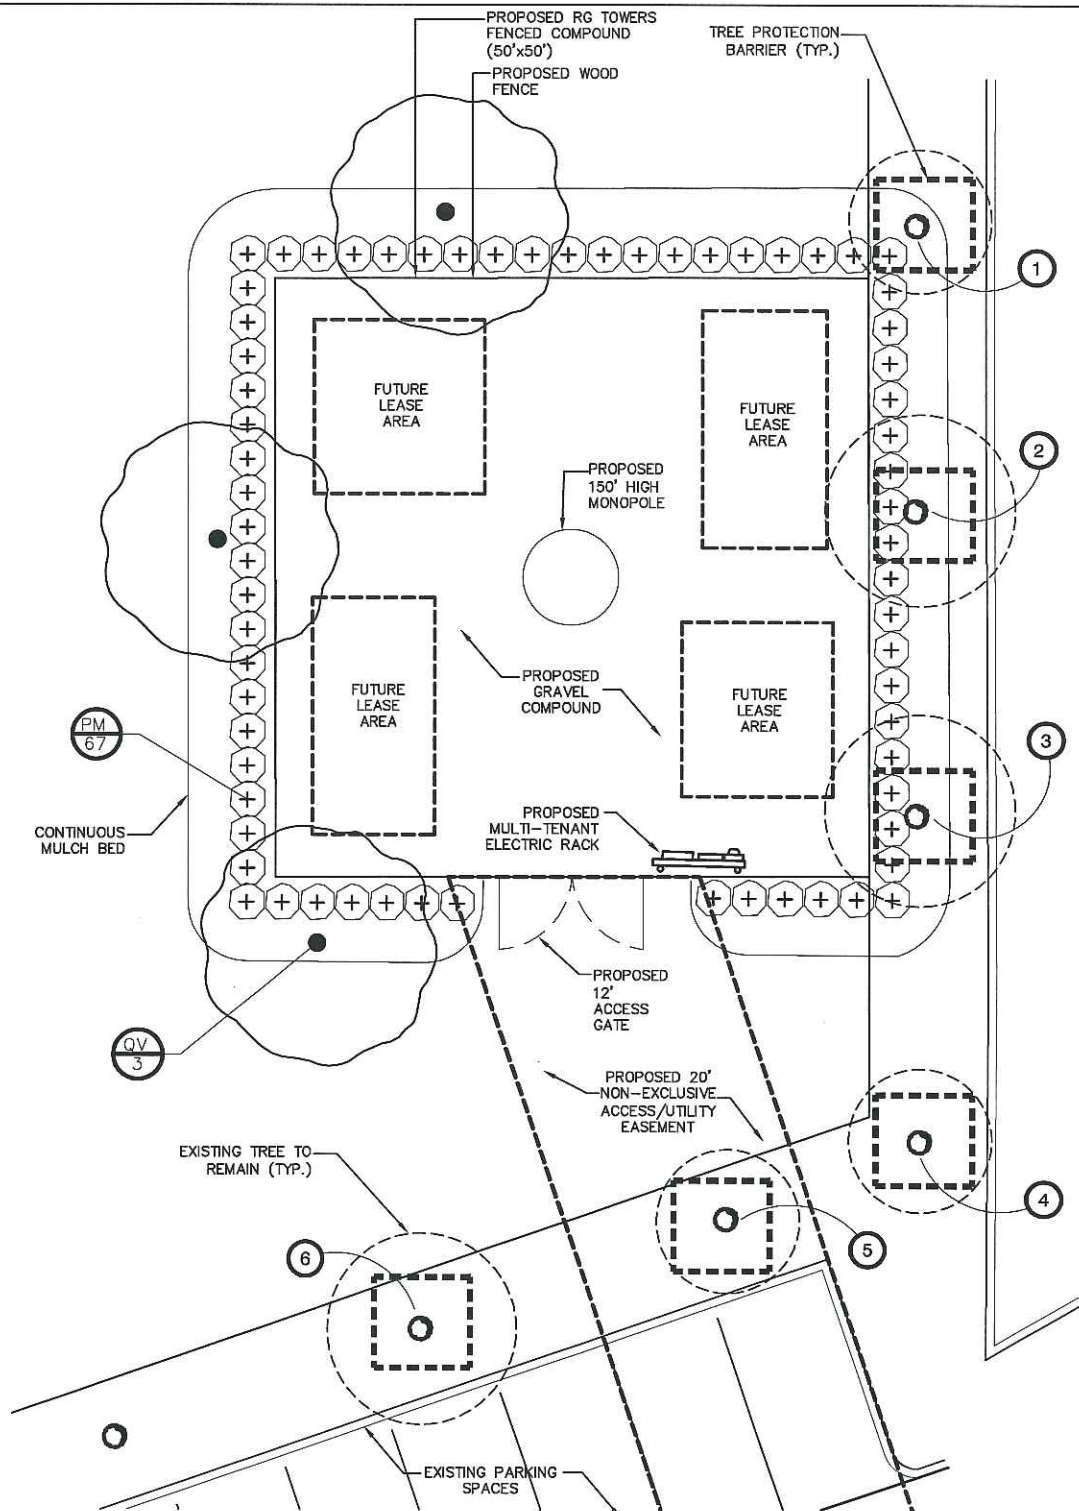 PROPOSED RG TOWERS
FENCED COMPOUND
(50'x50')
PROPOSED WOOD
FENCE
TREE PROTECTION
BARRIER (TYP.)
1
FUTURE
LEASE
AREA
FUTURE
LEASE
AREA
2
PROPOSED
150' HIGH
MONOPOLE
PROPOSED
GRAVEL
COMPOUND
FUTURE
LEASE
AREA
FUTURE
LEASE
AREA
PM
67
3
CONTINUOUS
MULCH BED
PROPOSED
MULTI-TENANT
ELECTRIC RACK
PROPOSED
12'
ACCESS
GATE
QV
3
PROPOSED 20'
NON-EXCLUSIVE
ACCESS/UTILITY
EASEMENT
EXISTING TREE TO
REMAIN (TYP.)
4
5
6
EXISTING PARKING
SPACES